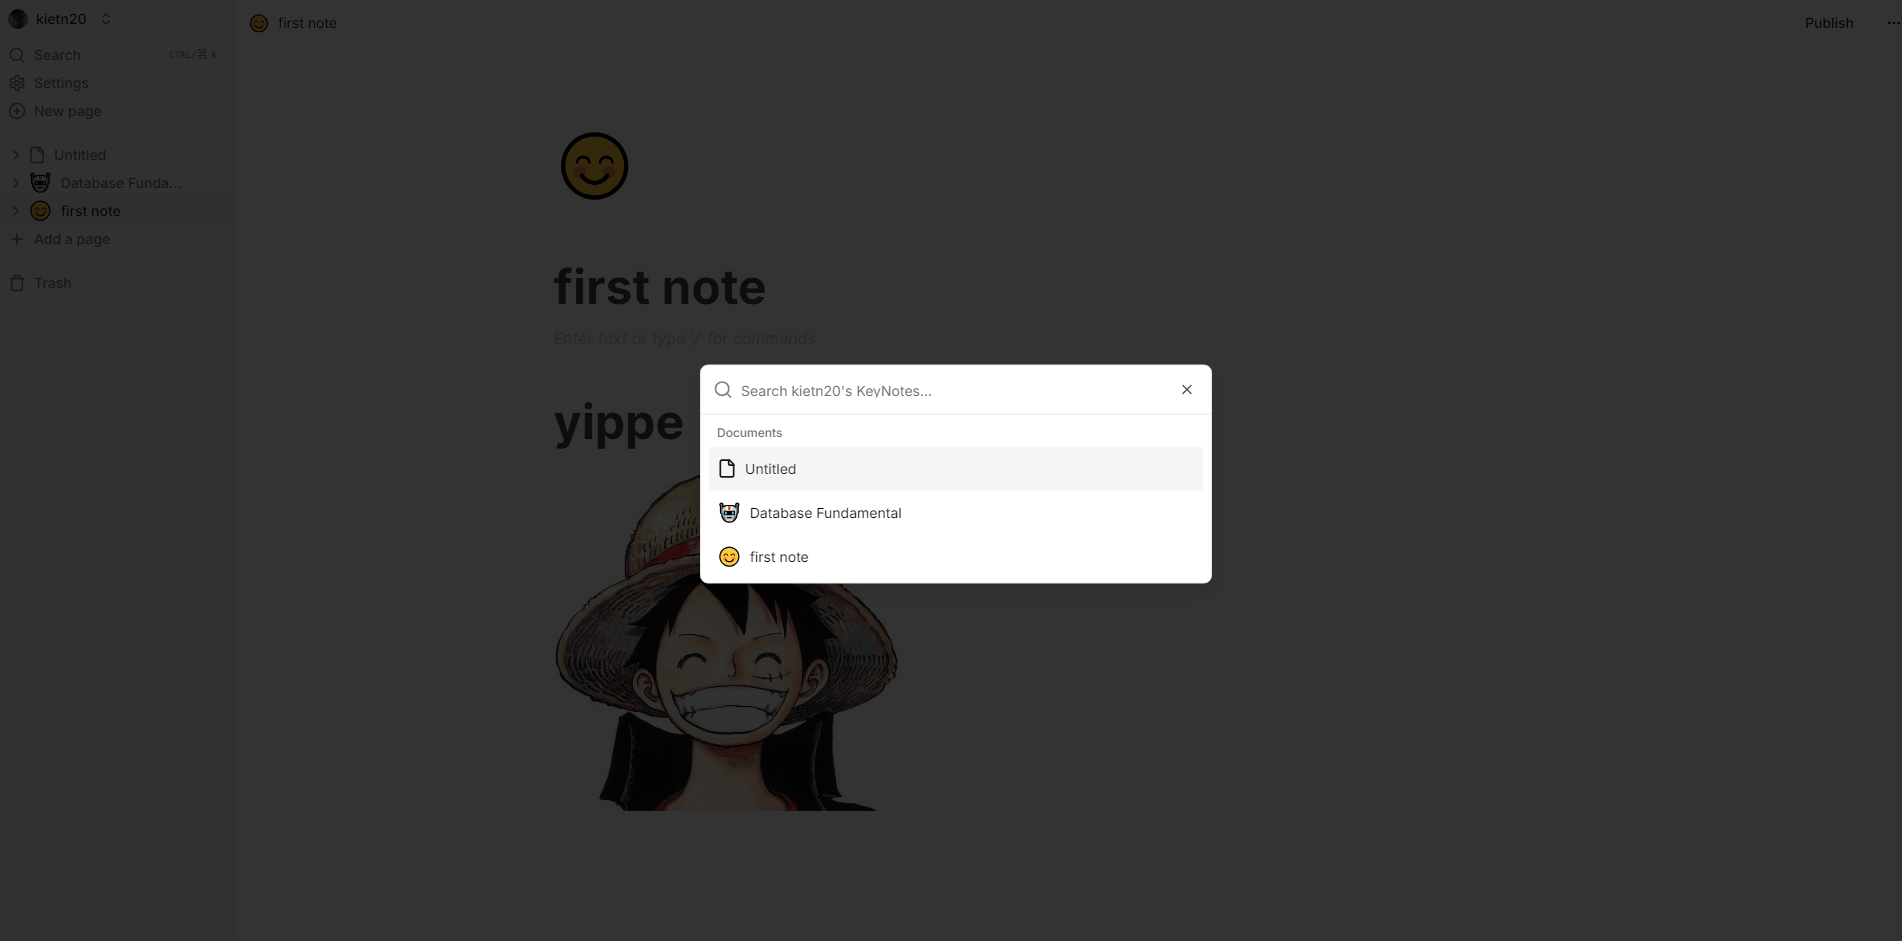 kietn20
Search CTRL/⌘ K
Settings
New page
Untitled
Database Funda...
first note
Add a page
Trash
first note
Publish
first note
Enter text or type '/' for commands
yippe
Search kietn20's KeyNotes...
Documents
Untitled
Database Fundamental
first note